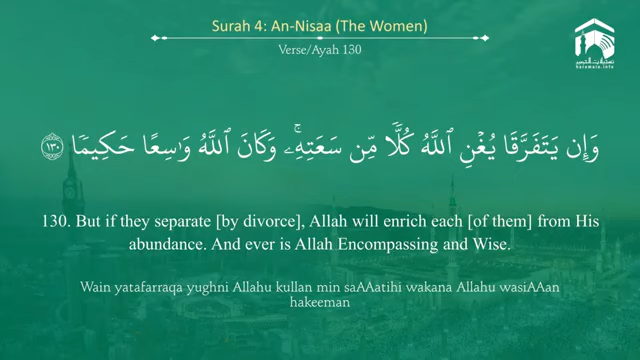 Surah 4: An-Nisaa (The Women)
Verse/Ayah 130
haramain.info
وَإِن يَتَفَرَّقَا يُغْنِ ٱللَّهُ كُلًّا مِّن سَعَتِهِۦ ۚ وَكَانَ ٱللَّهُ وَٰسِعًا حَكِيمًا ١٣٠
130. But if they separate [by divorce], Allah will enrich each [of them] from His
abundance. And ever is Allah Encompassing and Wise.
Wain yatafarraqa yughni Allahu kullan min saAAatihi wakana Allahu wasiAAan
hakeeman